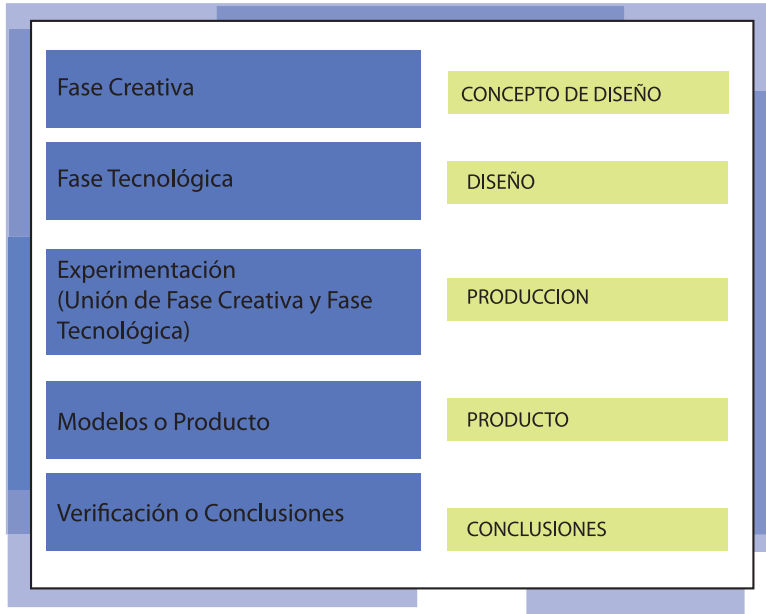 Fase Creativa
CONCEPTO DE DISEÑO
Fase Tecnológica
DISEÑO
Experimentación
(Unión de Fase Creativa y Fase
Tecnológica)
PRODUCCION
Modelos o Producto
PRODUCTO
Verificación o Conclusiones
CONCLUSIONES